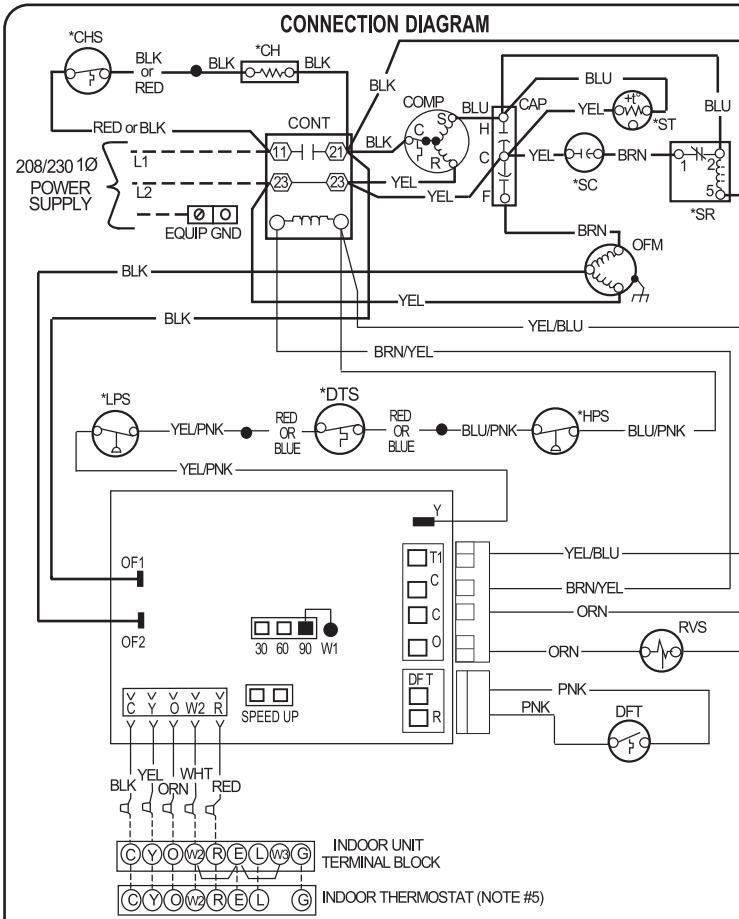 CONNECTION DIAGRAM
*CHS
BLK
or
RED
BLK
*CH
BLK
BLK
RED or BLK
CONT
11
21
L1
L2
23
23
208/230 1Ø
POWER
SUPPLY
EQUIP GND
COMP
BLK
C
S
R
YEL
BLU
CAP
H
C
F
YEL
BLU
YEL
+t°
*ST
YEL
*SC
BRN
BLU
1
2
5
*SR
BRN
OFM
BLK
YEL
BLK
YEL/BLU
BRN/YEL
*LPS
YEL/PNK
RED
OR
BLUE
*DTS
RED
OR
BLUE
BLU/PNK
*HPS
BLU/PNK
YEL/PNK
Y
OF1
OF2
T1
C
C
O
YEL/BLU
BRN/YEL
ORN
ORN
RVS
30 60 90 W1
DFT
R
PNK
PNK
DFT
C Y O W2 R
SPEED UP
BLK
YEL
ORN
WHT
RED
C Y O W2 R E L W3 G
INDOOR UNIT
TERMINAL BLOCK
C Y O W2 R E L G
INDOOR THERMOSTAT (NOTE #5)